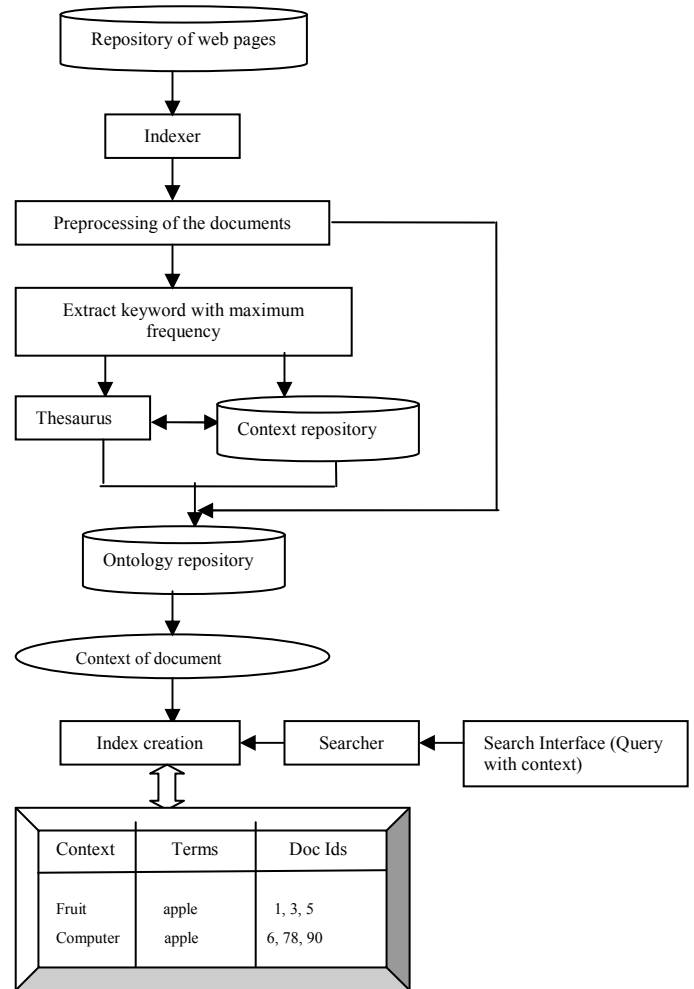 Repository of web pages
Indexer
Preprocessing of the documents
Extract keyword with maximum
frequency
Thesaurus
Context repository
Ontology repository
Context of document
Index creation
Searcher
Search Interface (Query
with context)
Context Terms Doc Ids
Fruit apple 1, 3, 5
Computer apple 6, 78, 90